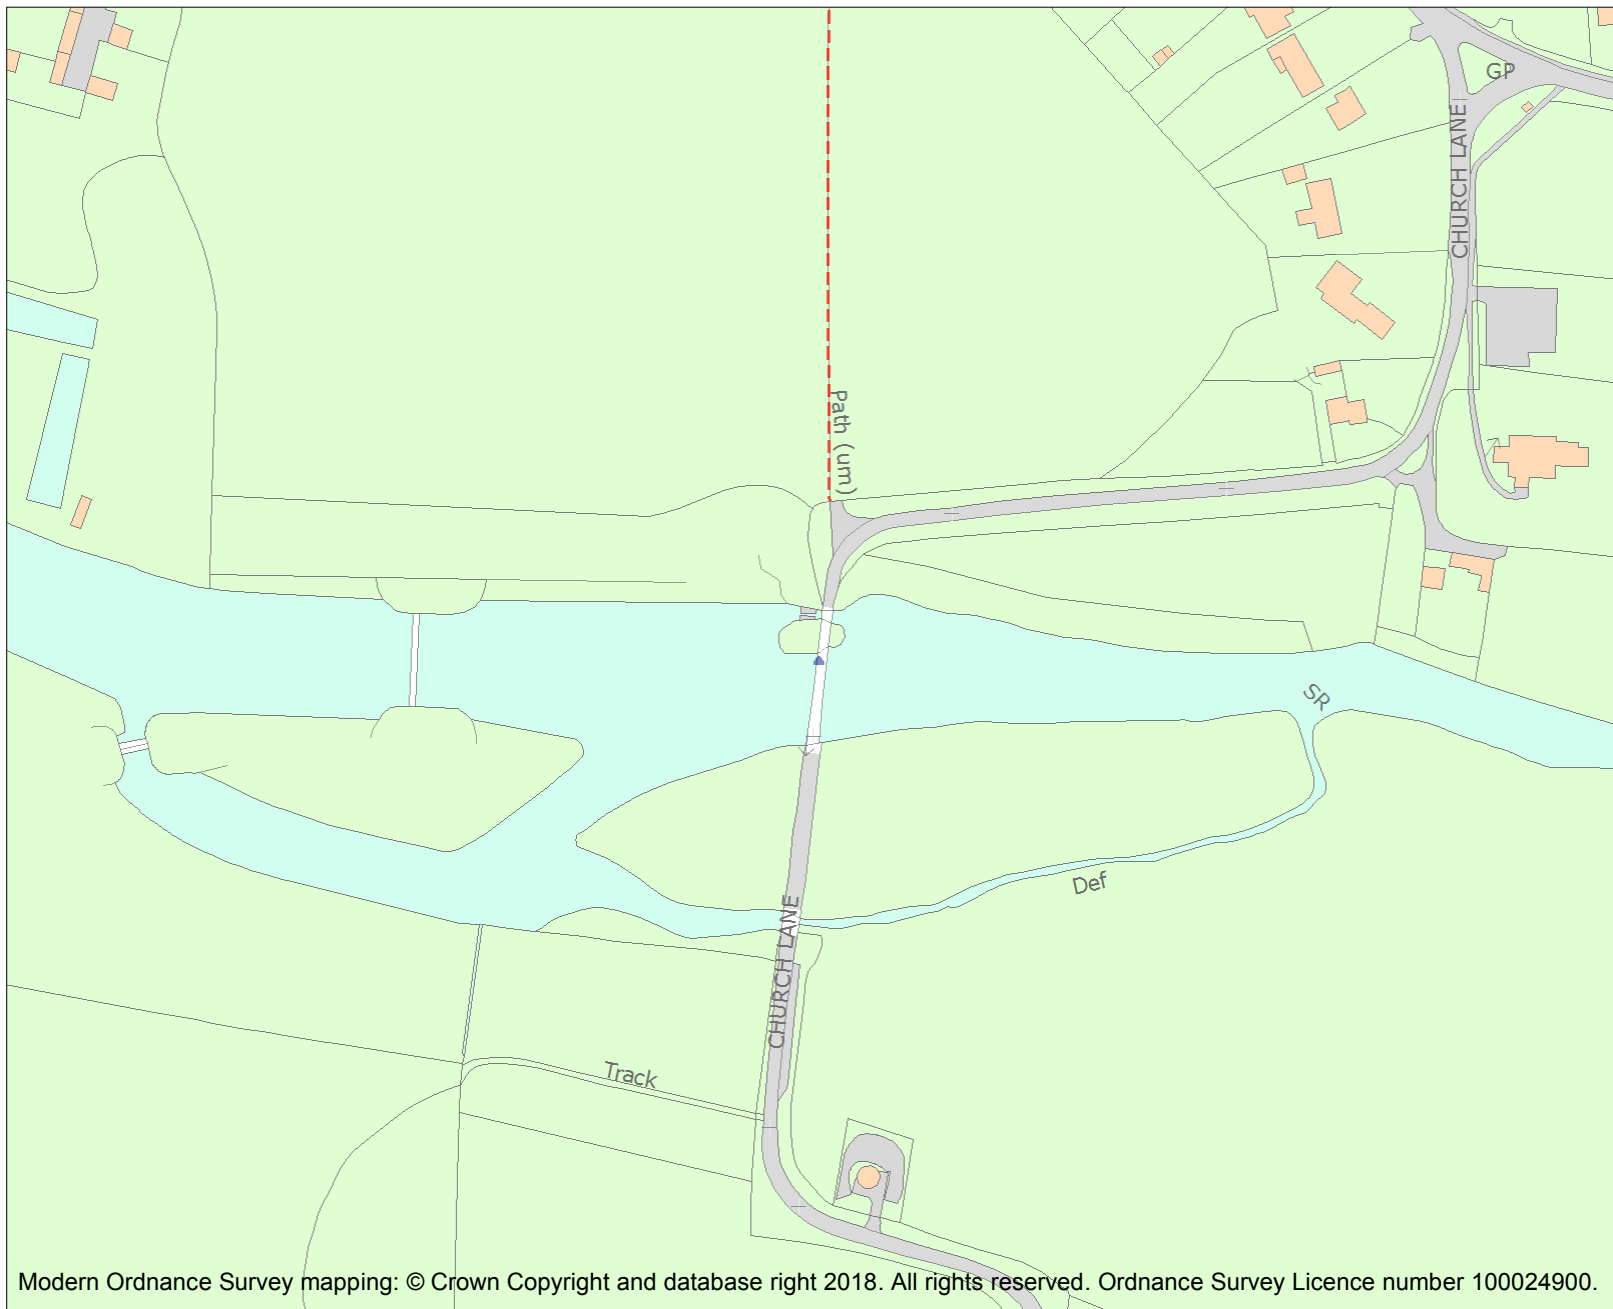 GP
CHURCH LANE
Path (um)
SR
Def
CHURCH LANE
Track
Modern Ordnance Survey mapping: © Crown Copyright and database right 2018. All rights reserved. Ordnance Survey Licence number 100024900.